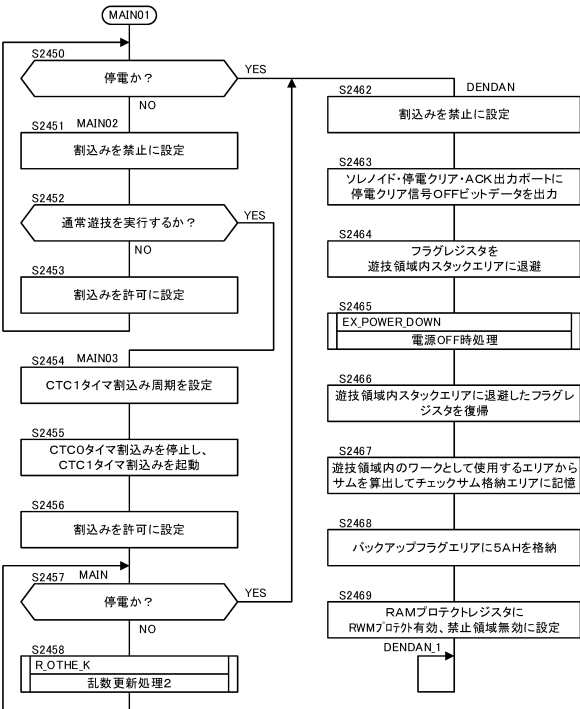 MAIN01
S2450
停電か?
YES
NO
S2451 MAIN02
割込みを禁止に設定
S2452
通常遊技を実行するか?
YES
NO
S2453
割込みを許可に設定
S2454 MAIN03
CTC1タイマ割込み周期を設定
S2455
CTC0タイマ割込みを停止し、
CTC1タイマ割込みを起動
S2456
割込みを許可に設定
S2457 MAIN
停電か?
YES
NO
S2458
R_OTHE_K
乱数更新処理2
DENDAN
S2462
割込みを禁止に設定
S2463
ソレノイド・停電クリア・ACK出力ポートに
停電クリア信号OFFビットデータを出力
S2464
フラグレジスタを
遊技領域内スタックエリアに退避
S2465
EX_POWER_DOWN
電源OFF時処理
S2466
遊技領域内スタックエリアに退避したフラグレ
ジスタを復帰
S2467
遊技領域内のワークとして使用するエリアから
サムを算出してチェックサム格納エリアに記憶
S2468
バックアップフラグエリアに5AHを格納
S2469
RAMプロテクトレジスタに
RWMプロテクト有効、禁止領域無効に設定
DENDAN_1